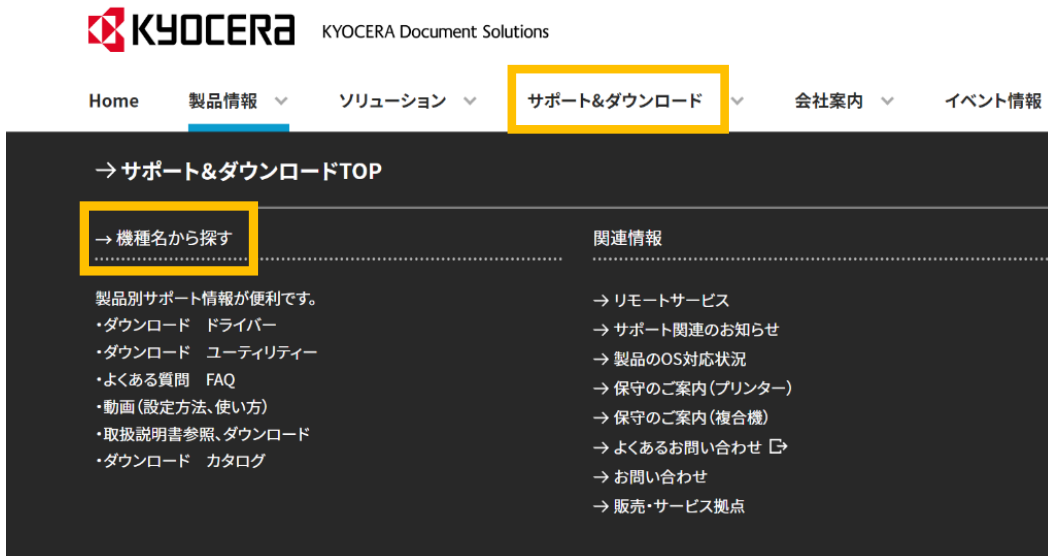 KYOCERA KYOCERA Document Solutions
Home 製品情報 ソリューション サポート&ダウンロード 会社案内 イベント情報
→サポート&ダウンロードTOP
→機種名から探す
製品別サポート情報が便利です。
・ダウンロード ドライバー
・ダウンロード ユーティリティー
・よくある質問 FAQ
・動画(設定方法、使い方)
・取扱説明書参照、ダウンロード
・ダウンロード カタログ
関連情報
→リモートサービス
→サポート関連のお知らせ
→製品のOS対応状況
→保守のご案内(プリンター)
→保守のご案内(複合機)
→よくあるお問い合わせ
→お問い合わせ
→販売・サービス拠点